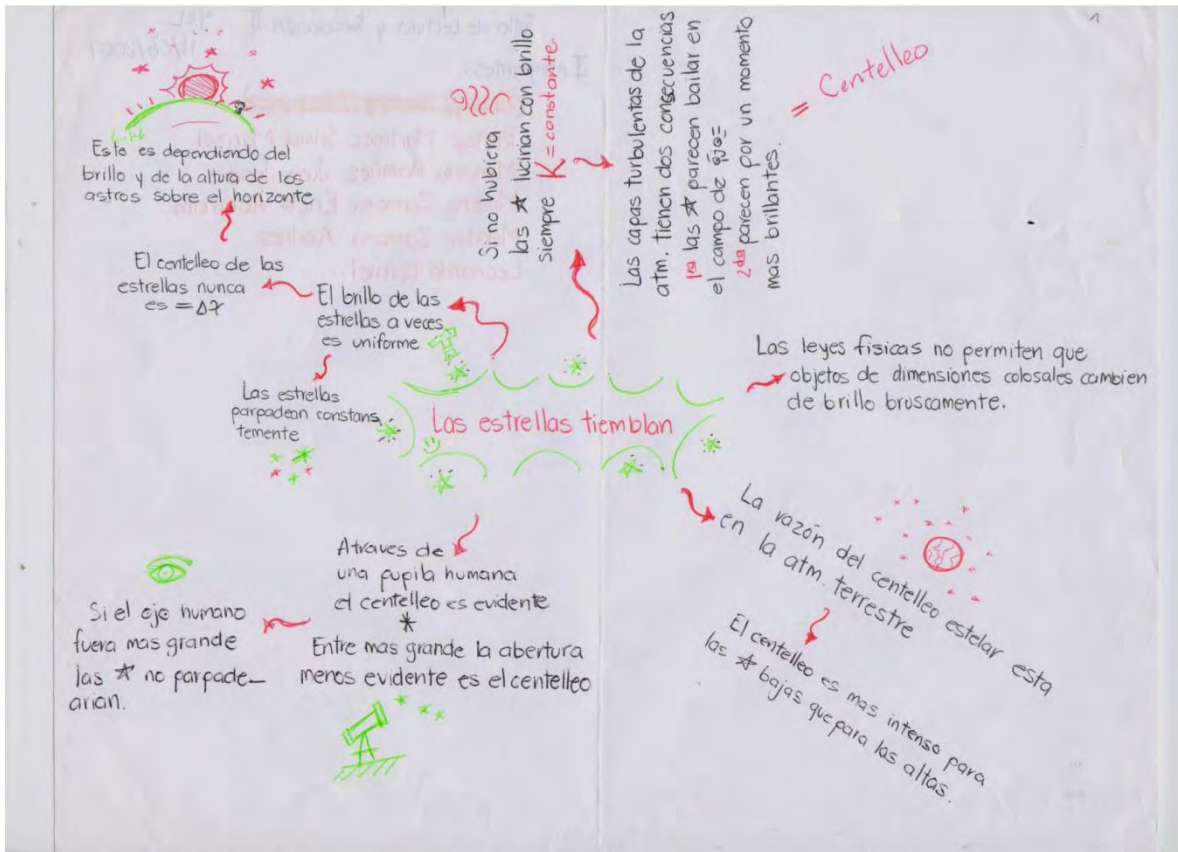 Las estrellas tiemblan
El brillo de las
estrellas a veces
es uniforme
El centelleo de las
estrellas nunca
es = Δx
Esto es dependiendo del
brillo y de la altura de los
astros sobre el horizonte
Las estrellas
parpadean constans
temente
Si no hubiera
las ☆ lucirian con brillo
siempre K = constante.
Las capas turbulentas de la
atm. tienen dos consecuencias
1ra las ☆ parecen bailar en
el campo de
2da parecen por un momento
mas brillantes.
= Centelleo
Las leyes fisicas no permiten que
objetos de dimensiones colosales cambien
de brillo bruscamente.
La razón del centelleo estelar esta
en la atm. terrestre
El centelleo es mas intenso para
las ☆ bajas que para las altas.
Atraves de
una pupila humana
el centelleo es evidente
*
Entre mas grande la abertura
menos evidente es el centelleo
Si el ojo humano
fuera mas grande
las ☆ no parpade-
arian.